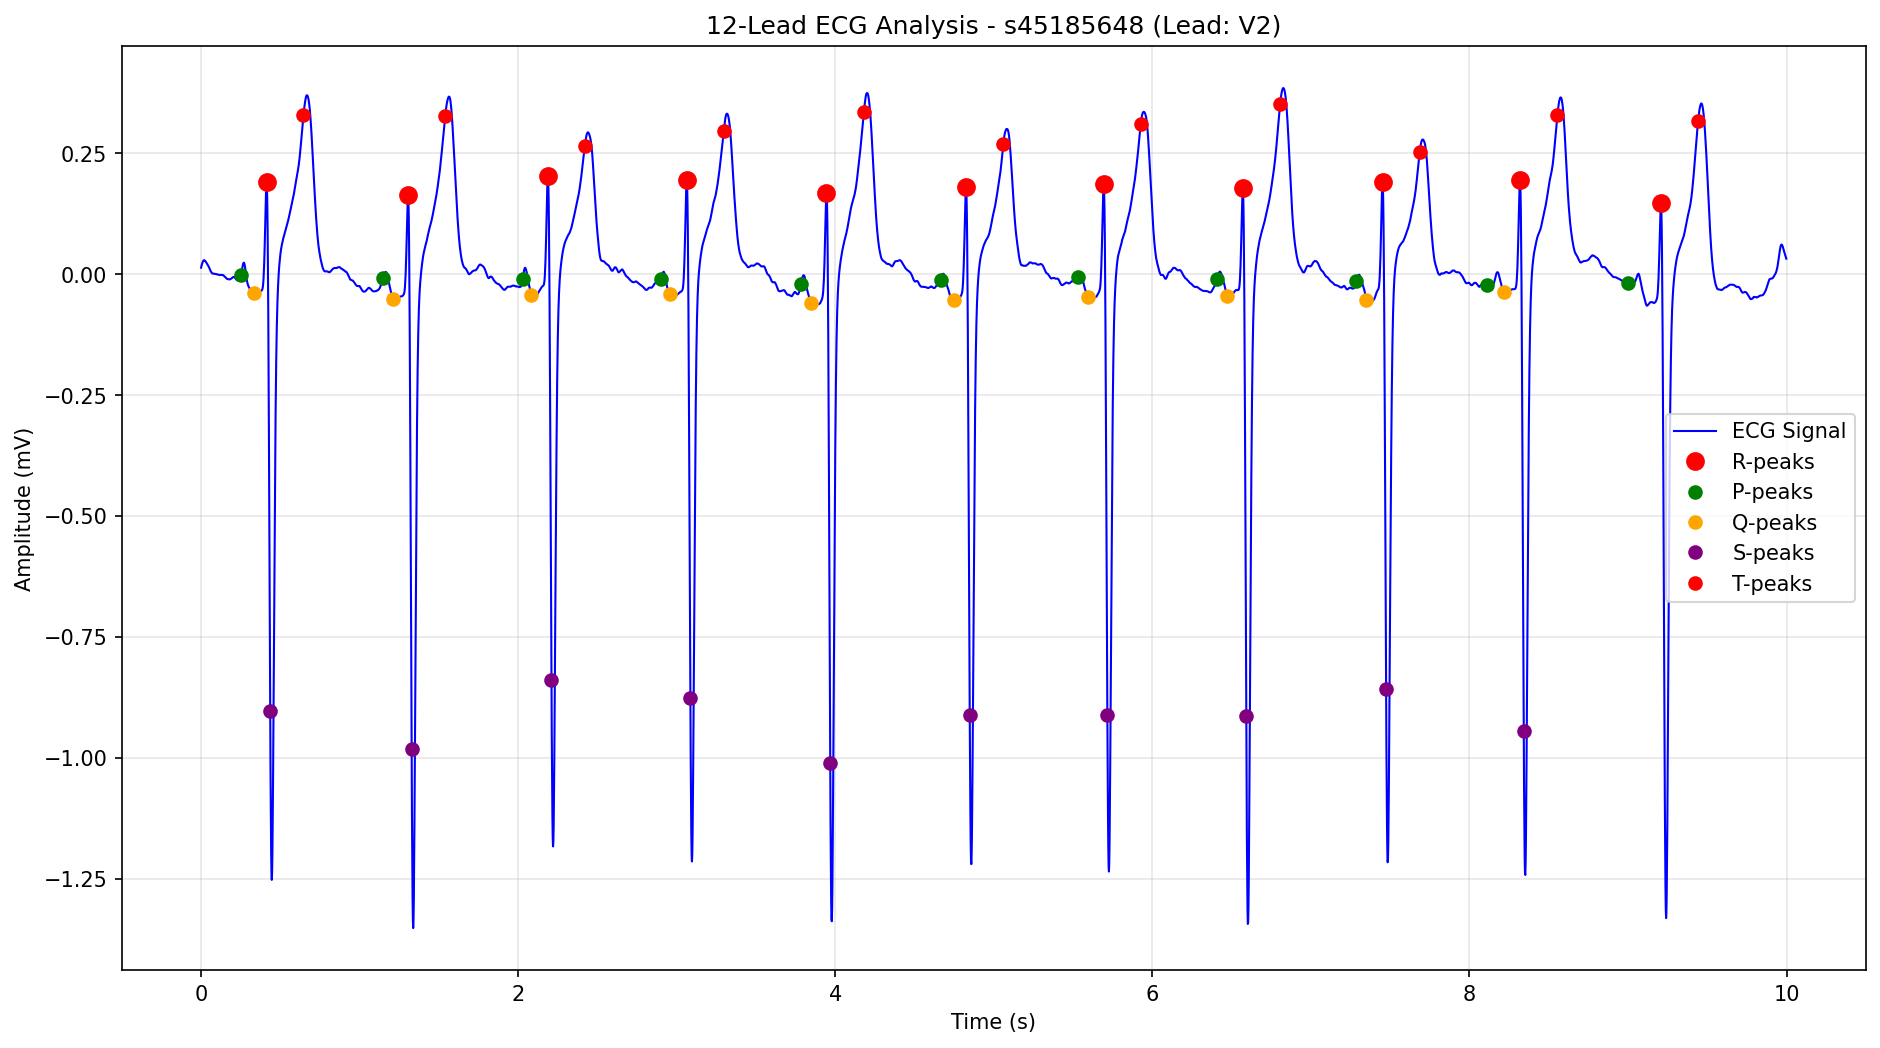 12-Lead ECG Analysis - s45185648 (Lead: V2)
Amplitude (mV)
0.25
0.00
−0.25
−0.50
−0.75
−1.00
−1.25
ECG Signal
R-peaks
P-peaks
Q-peaks
S-peaks
T-peaks
0 2 4 6 8 10
Time (s)